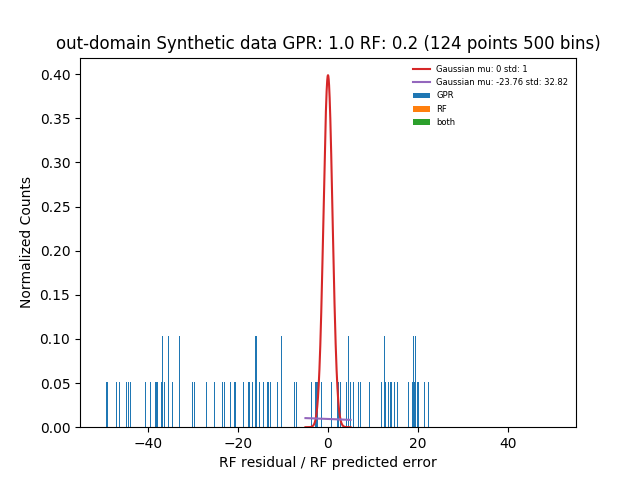 out-domain Synthetic data GPR: 1.0 RF: 0.2 (124 points 500 bins)
Gaussian mu: 0 std: 1
Gaussian mu: -23.76 std: 32.82
GPR
RF
both
Normalized Counts
0.40
0.35
0.30
0.25
0.20
0.15
0.10
0.05
0.00
−40
−20
0
20
40
RF residual / RF predicted error